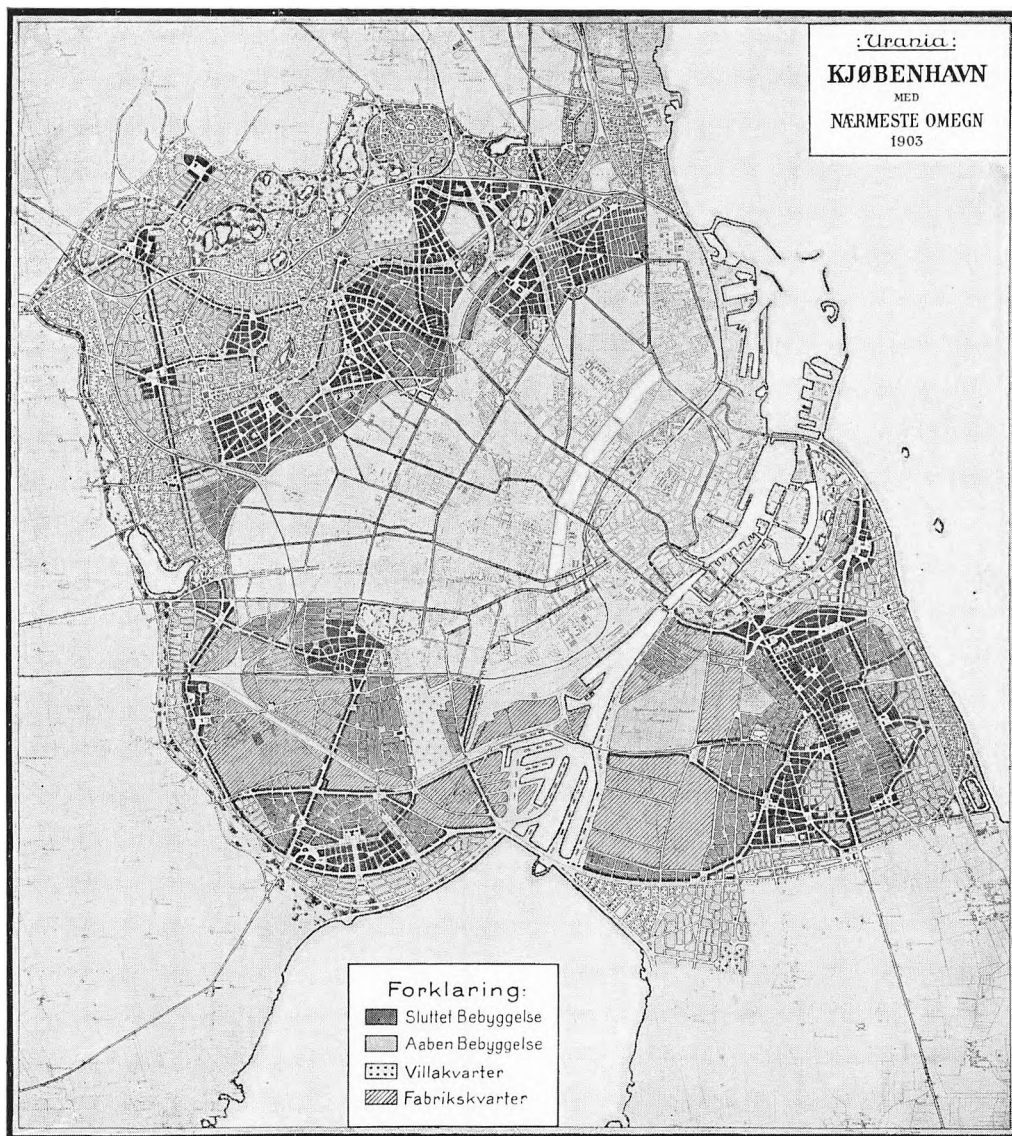 :Urania:
KJØBENHAVN
MED
NÆRMESTE OMEGN
1903
Forklaring:
Sluttet Bebyggelse
Aaben Bebyggelse
Villakvarter
Fabrikskvarter